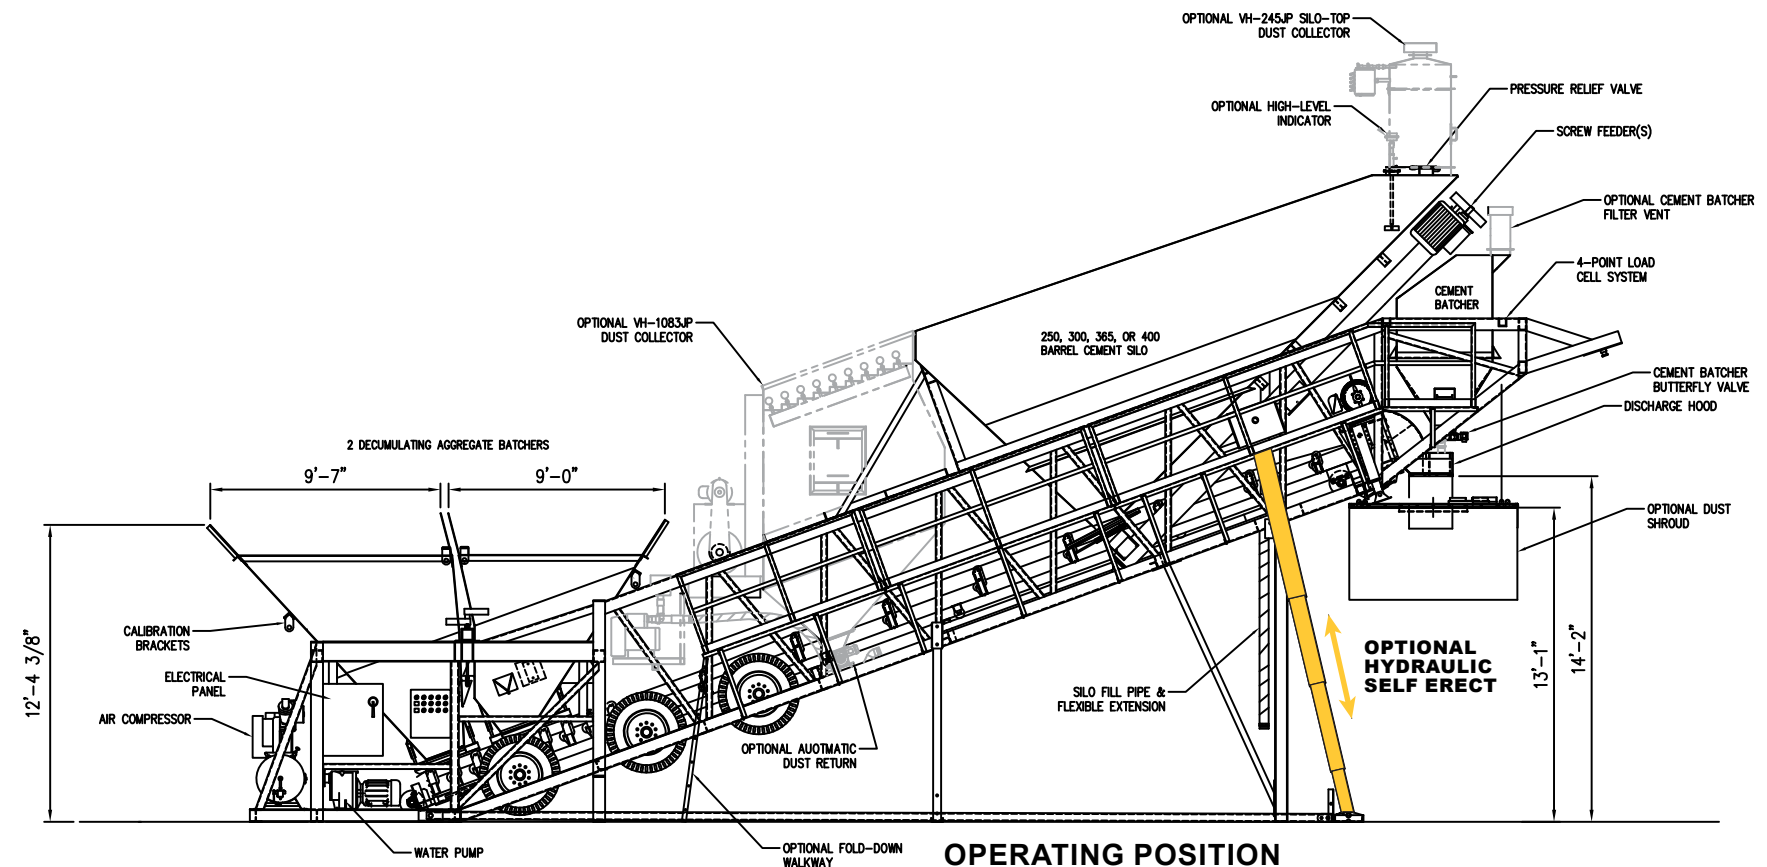 OPTIONAL VH-245JP SILO-TOP
DUST COLLECTOR
PRESSURE RELIEF VALVE
OPTIONAL HIGH-LEVEL
INDICATOR
SCREW FEEDER(S)
OPTIONAL CEMENT BATCHER
FILTER VENT
4-POINT LOAD
CELL SYSTEM
CEMENT
BATCHER
OPTIONAL VH-1083JP
DUST COLLECTOR
250, 300, 365, OR 400
BARREL CEMENT SILO
CEMENT BATCHER
BUTTERFLY VALVE
DISCHARGE HOOD
2 DECUMULATING AGGREGATE BATCHERS
9'-7"
9'-0"
OPTIONAL DUST
SHROUD
12'-4 3/8"
CALIBRATION
BRACKETS
ELECTRICAL
PANEL
AIR COMPRESSOR
SILO FILL PIPE &
FLEXIBLE EXTENSION
OPTIONAL
HYDRAULIC
SELF ERECT
13'-1"
14'-2"
OPTIONAL AUOTMATIC
DUST RETURN
WATER PUMP
OPTIONAL FOLD-DOWN
WALKWAY
OPERATING POSITION